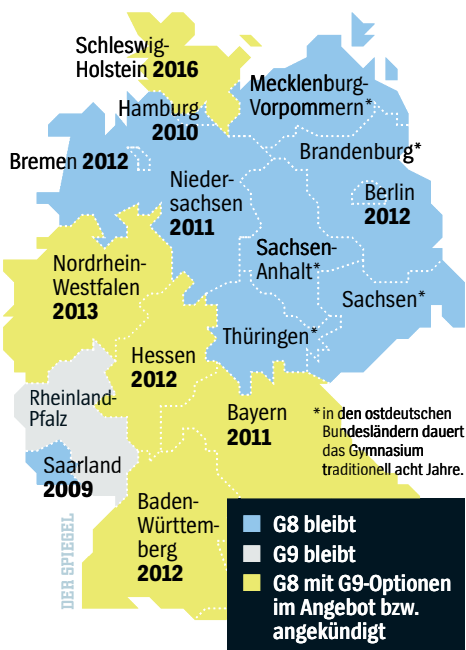 Schleswig-
Holstein 2016
Mecklenburg-
Vorpommern*
Hamburg
2010
Brandenburg*
Bremen 2012
Nieder-
sachsen
2011
Berlin
2012
Sachsen-
Anhalt*
Nordrhein-
Westfalen
2013
Sachsen*
Thüringen*
Hessen
2012
Rheinland-
Pfalz
Bayern
2011
*in den ostdeutschen
Bundesländern dauert
das Gymnasium
traditionell acht Jahre.
Saarland
2009
Baden-
Württem-
berg
2012
DER SPIEGEL
G8 bleibt
G9 bleibt
G8 mit G9-Optionen
im Angebot bzw.
angekündigt